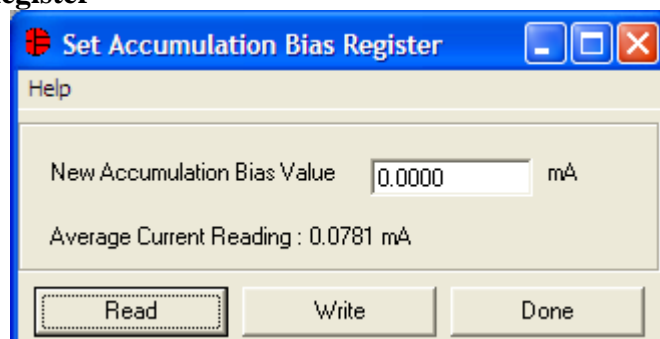 Set Accumulation Bias Register
Help
New Accumulation Bias Value 0.0000 mA
Average Current Reading : 0.0781 mA
Read Write Done